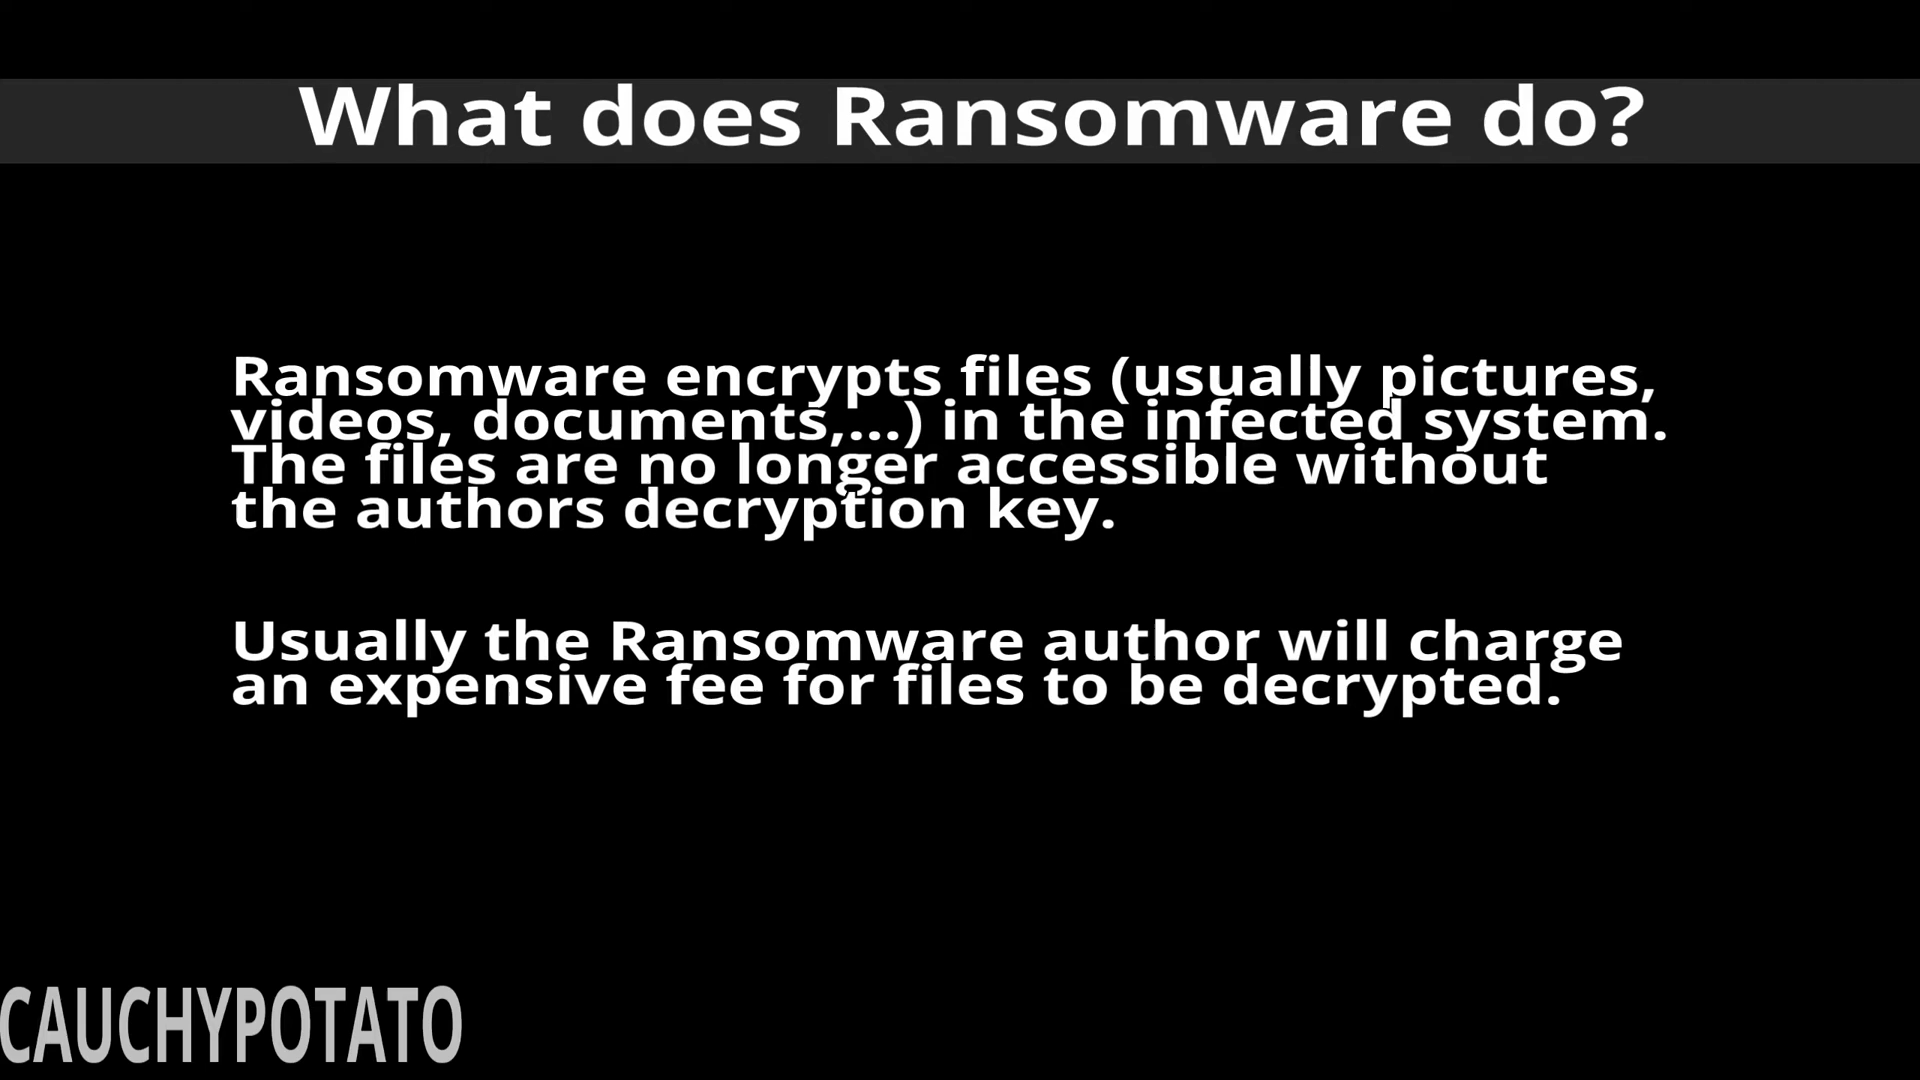 What does Ransomware do?
Ransomware encrypts files (usually pictures,
videos, documents,...) in the infected system.
The files are no longer accessible without
the authors decryption key.
Usually the Ransomware author will charge
an expensive fee for files to be decrypted.
CAUCHYPOTATO